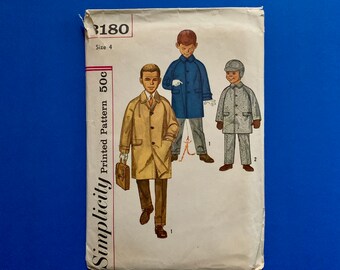 3180
Size 4
Simplicity
Printed Pattern 50c
1
2
1